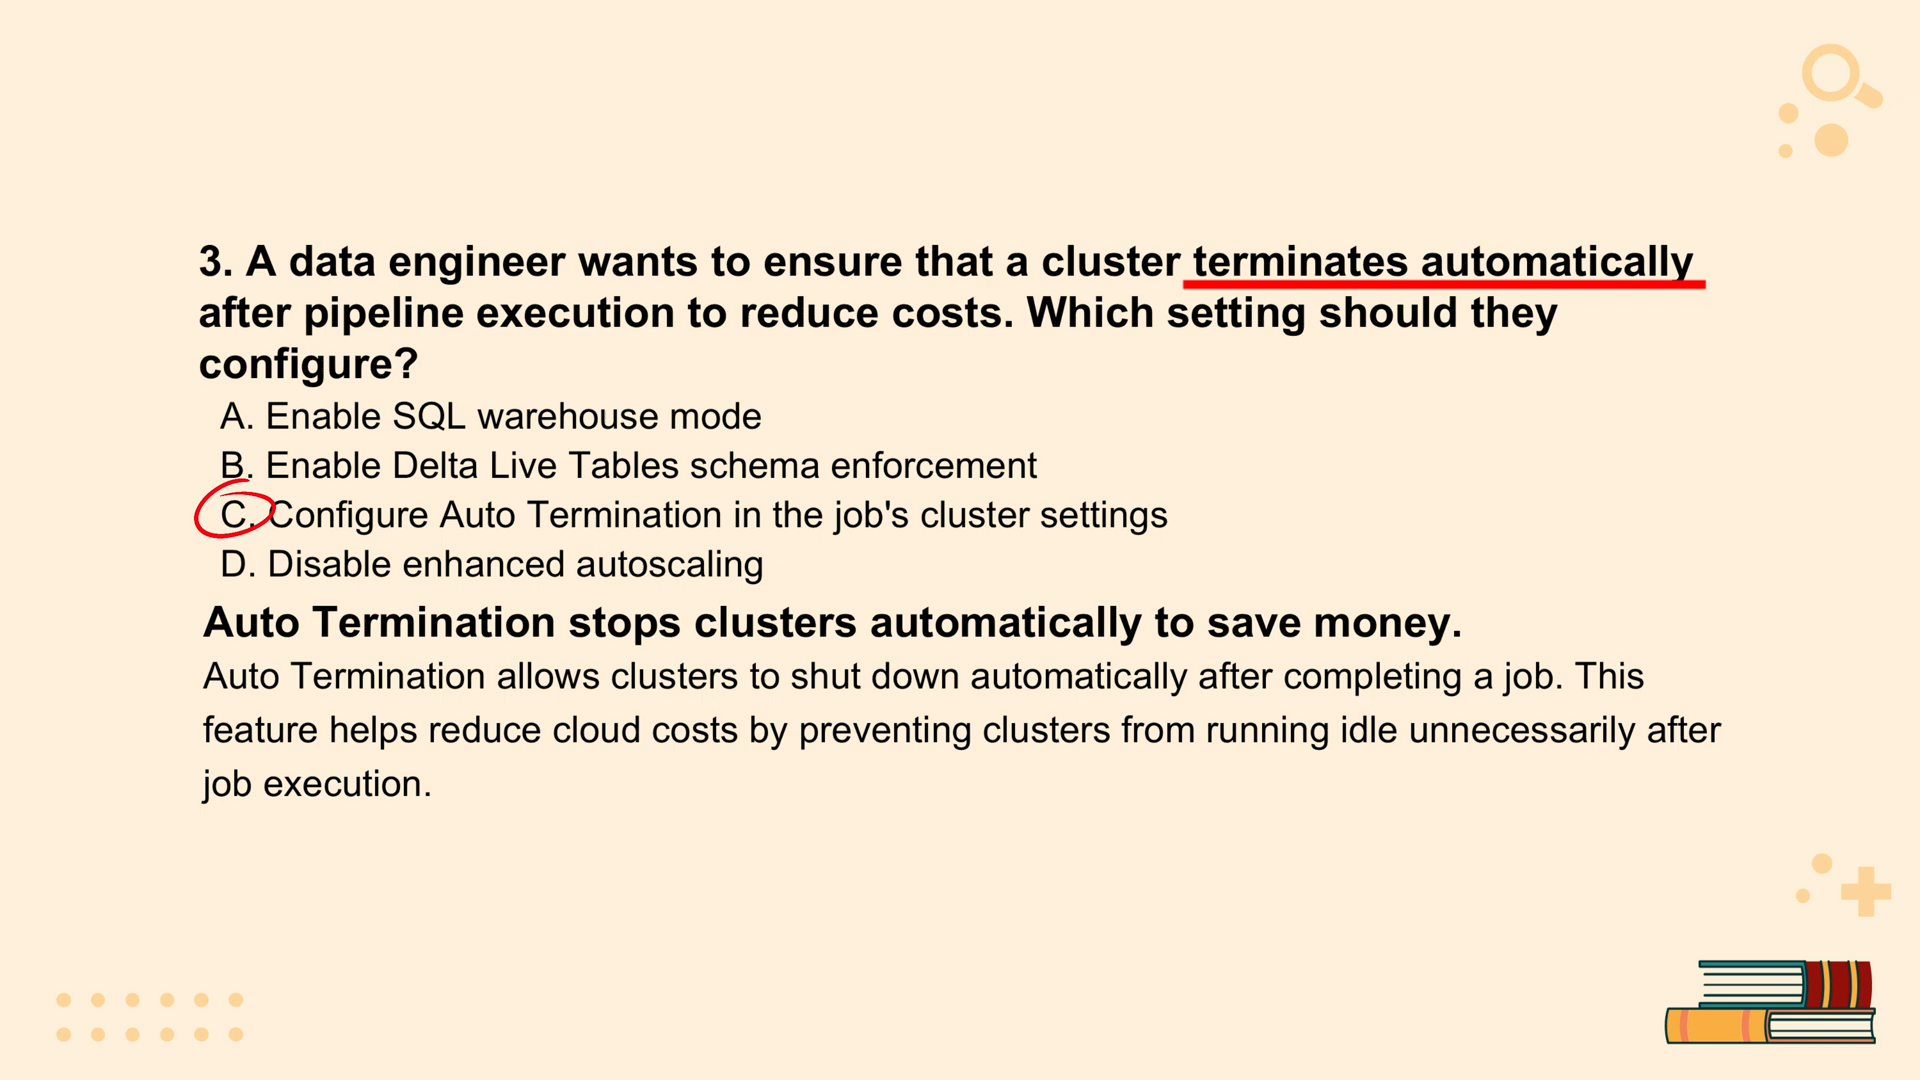 3. A data engineer wants to ensure that a cluster terminates automatically
after pipeline execution to reduce costs. Which setting should they
configure?
A. Enable SQL warehouse mode
B. Enable Delta Live Tables schema enforcement
C. Configure Auto Termination in the job's cluster settings
D. Disable enhanced autoscaling
Auto Termination stops clusters automatically to save money.
Auto Termination allows clusters to shut down automatically after completing a job. This
feature helps reduce cloud costs by preventing clusters from running idle unnecessarily after
job execution.